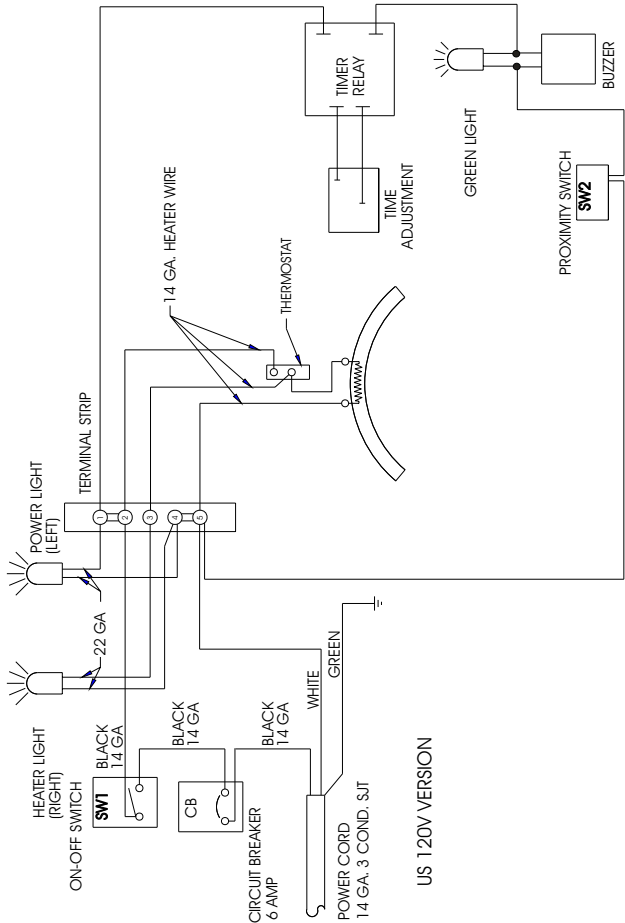 HEATER LIGHT
(RIGHT)
POWER LIGHT
(LEFT)
ON-OFF SWITCH
SW1
BLACK
14 GA
22 GA
TERMINAL STRIP
1
2
3
4
5
BLACK
14 GA
CB
CIRCUIT BREAKER
6 AMP
BLACK
14 GA
WHITE
GREEN
POWER CORD
14 GA. 3 COND. SJT
14 GA. HEATER WIRE
THERMOSTAT
TIMER
RELAY
TIME
ADJUSTMENT
GREEN LIGHT
BUZZER
PROXIMITY SWITCH
SW2
US 120V VERSION